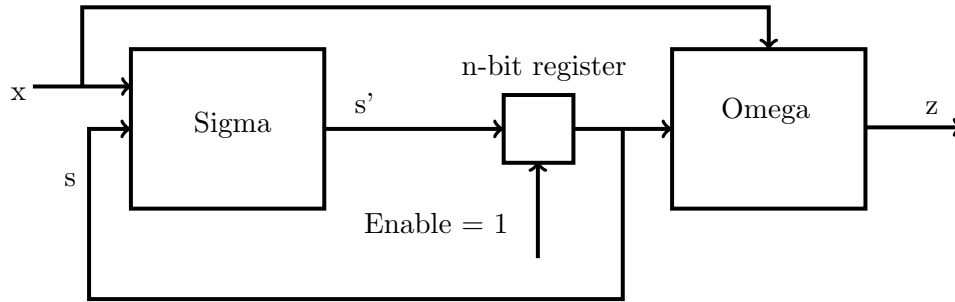 n-bit register
x
Sigma
s'
Omega
z
s
Enable = 1